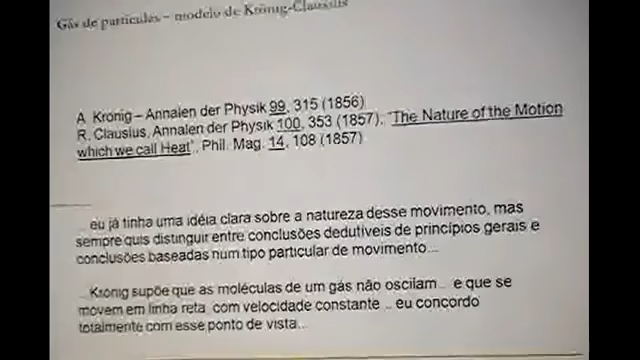 Gás de partículas – modelo de Krönig-Clausius
A Kronig – Annalen der Physik 99, 315 (1856)
R. Clausius, Annalen der Physik 100, 353 (1857); "The Nature of the Motion
which we call Heat", Phil. Mag. 14, 108 (1857)
... eu já tinha uma idéia clara sobre a natureza desse movimento, mas
sempre quis distinguir entre conclusões dedutíveis de princípios gerais e
conclusões baseadas num tipo particular de movimento...
...Krönig supõe que as moléculas de um gás não oscilam... e que se
movem em linha reta, com velocidade constante ... eu concordo
totalmente com esse ponto de vista...